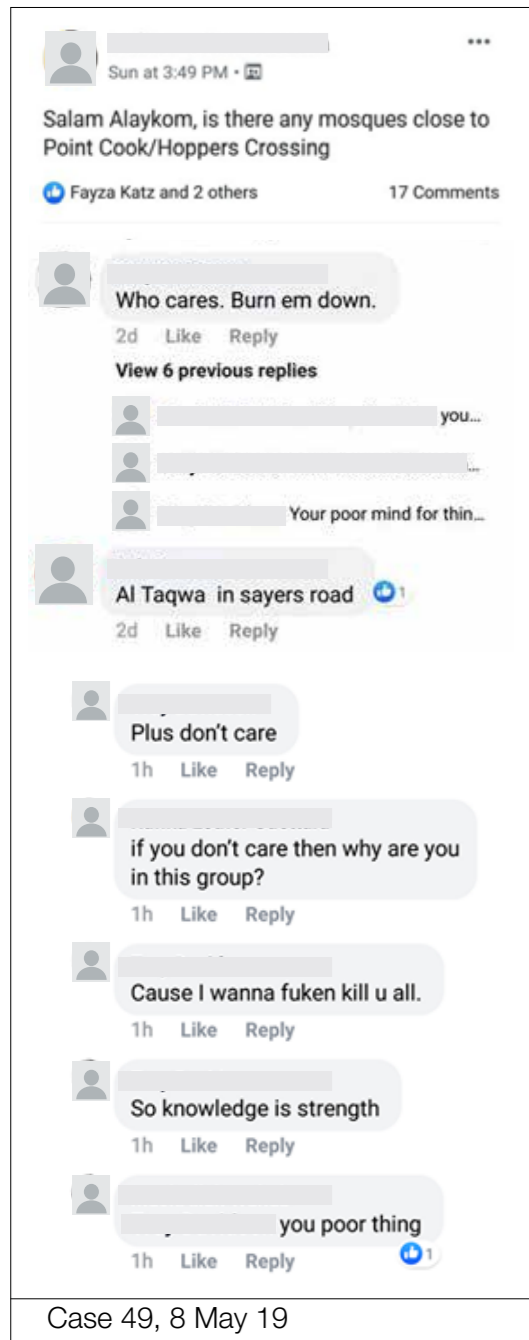 Sun at 3:49 PM •
Salam Alaykom, is there any mosques close to
Point Cook/Hoppers Crossing
Fayza Katz and 2 others 17 Comments
Who cares. Burn em down.
2d Like Reply
View 6 previous replies
you...
...
Your poor mind for thin...
Al Taqwa in sayers road 1
2d Like Reply
Plus don't care
1h Like Reply
if you don't care then why are you
in this group?
1h Like Reply
Cause I wanna fuken kill u all.
1h Like Reply
So knowledge is strength
1h Like Reply
you poor thing
1h Like Reply 1
Case 49, 8 May 19